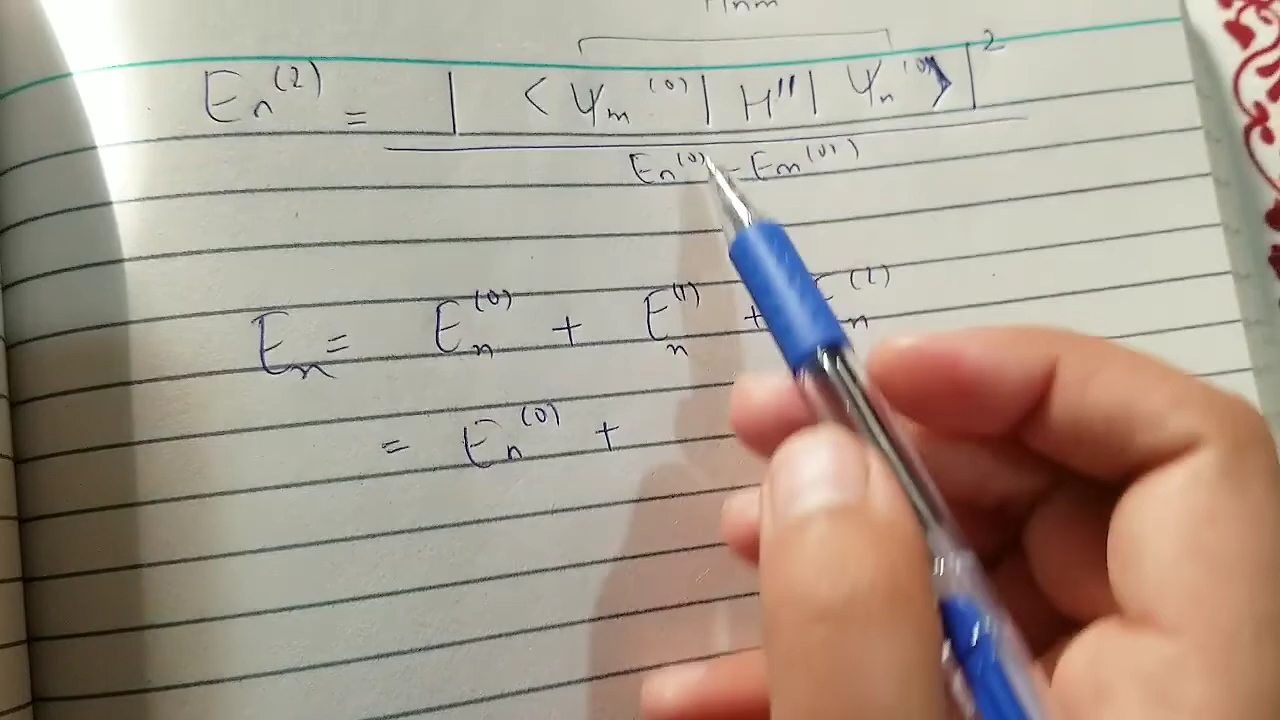 Hnm
En⁽²⁾ = | < Ψm⁽⁰⁾ | H'' | Ψn⁽⁰⁾ > |²
En⁽⁰⁾ - Em⁽⁰⁾
En = En⁽⁰⁾ + En⁽¹⁾ + En⁽²⁾
= En⁽⁰⁾ +